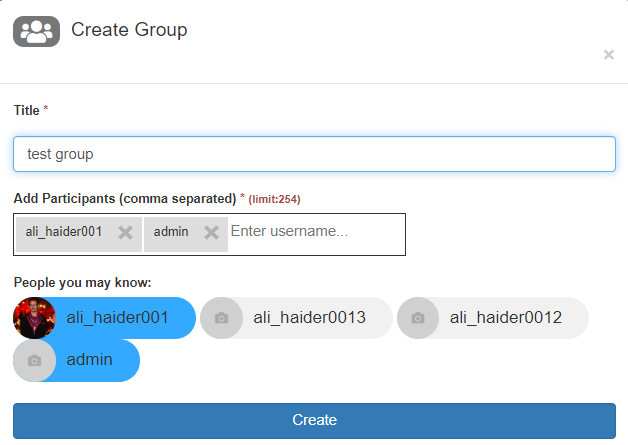 Create Group
×
Title *
test group
Add Participants (comma separated) * (limit:254)
ali_haider001 admin Enter username...
People you may know:
ali_haider001 ali_haider0013 ali_haider0012
admin
Create